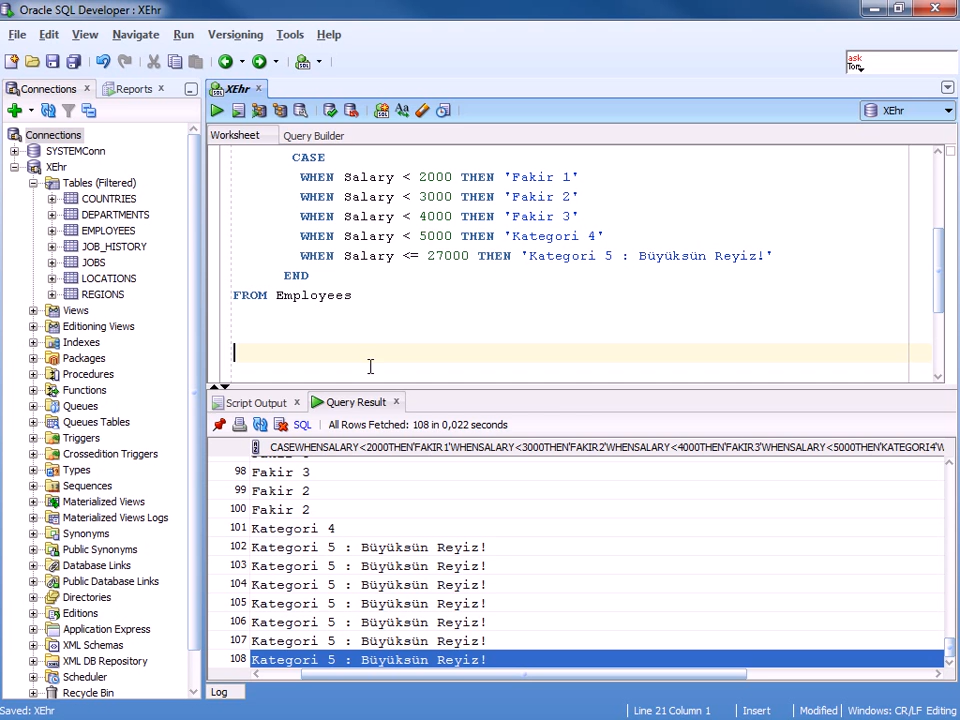 Oracle SQL Developer : XEhr
File Edit View Navigate Run Versioning Tools Help
ask
Tom
Connections
Reports
XEhr
XEhr
Worksheet
Query Builder
Connections
SYSTEMConn
XEhr
Tables (Filtered)
COUNTRIES
DEPARTMENTS
EMPLOYEES
JOB_HISTORY
JOBS
LOCATIONS
REGIONS
Views
Editioning Views
Indexes
Packages
Procedures
Functions
Queues
Queues Tables
Triggers
Crossedition Triggers
Types
Sequences
Materialized Views
Materialized Views Logs
Synonyms
Public Synonyms
Database Links
Public Database Links
Directories
Editions
Application Express
XML Schemas
XML DB Repository
Scheduler
Recycle Bin
CASE
WHEN Salary < 2000 THEN 'Fakir 1'
WHEN Salary < 3000 THEN 'Fakir 2'
WHEN Salary < 4000 THEN 'Fakir 3'
WHEN Salary < 5000 THEN 'Kategori 4'
WHEN Salary <= 27000 THEN 'Kategori 5 : Büyüksün Reyiz!'
END
FROM Employees
Script Output
Query Result
SQL
All Rows Fetched: 108 in 0,022 seconds
CASEWHENSALARY<2000THEN'FAKIR1'WHENSALARY<3000THEN'FAKIR2'WHENSALARY<4000THEN'FAKIR3'WHENSALARY<5000THEN'KATEGORI4'W
98 Fakir 3
99 Fakir 2
100 Fakir 2
101 Kategori 4
102 Kategori 5 : Büyüksün Reyiz!
103 Kategori 5 : Büyüksün Reyiz!
104 Kategori 5 : Büyüksün Reyiz!
105 Kategori 5 : Büyüksün Reyiz!
106 Kategori 5 : Büyüksün Reyiz!
107 Kategori 5 : Büyüksün Reyiz!
108 Kategori 5 : Büyüksün Reyiz!
Log
Saved: XEhr
Line 21 Column 1
Insert
Modified
Windows: CR/LF Editing